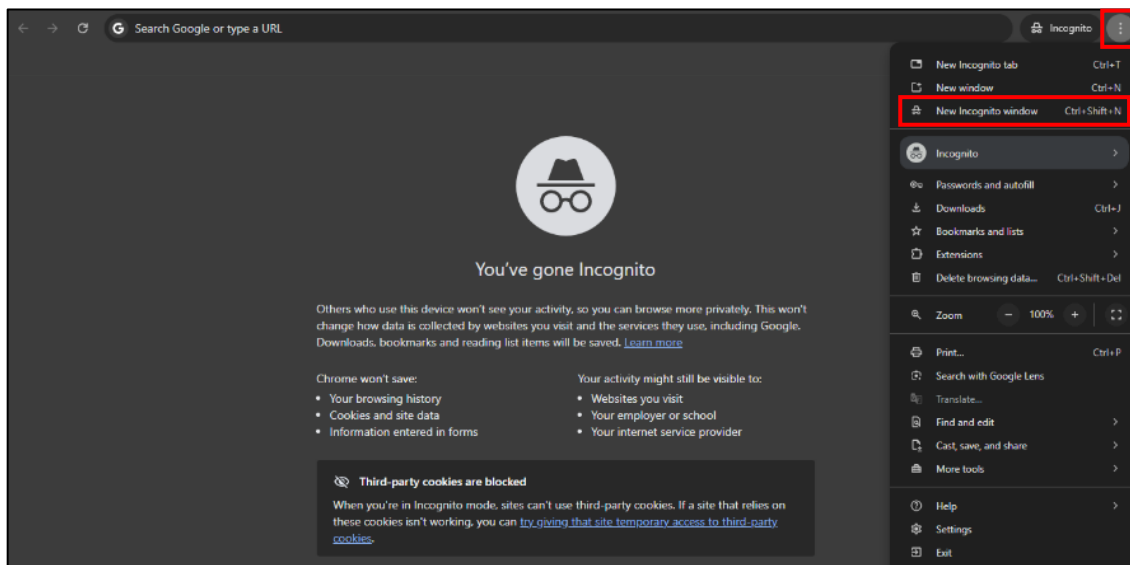 Search Google or type a URL
Incognito
New Incognito tab Ctrl+T
New window Ctrl+N
New Incognito window Ctrl+Shift+N
Incognito
Passwords and autofill
Downloads Ctrl+J
Bookmarks and lists
Extensions
Delete browsing data... Ctrl+Shift+Del
Zoom − 100% +
Print... Ctrl+P
Search with Google Lens
Translate...
Find and edit
Cast, save, and share
More tools
Help
Settings
Exit
You've gone Incognito
Others who use this device won't see your activity, so you can browse more privately. This won't
change how data is collected by websites you visit and the services they use, including Google.
Downloads, bookmarks and reading list items will be saved. Learn more
Chrome won't save:
• Your browsing history
• Cookies and site data
• Information entered in forms
Your activity might still be visible to:
• Websites you visit
• Your employer or school
• Your internet service provider
Third-party cookies are blocked
When you're in Incognito mode, sites can't use third-party cookies. If a site that relies on
these cookies isn't working, you can try giving that site temporary access to third-party
cookies.